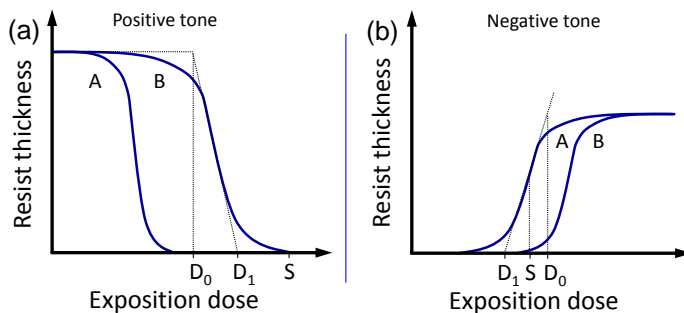 (a)
Positive tone
Resist thickness
A
B
D0
D1
S
Exposition dose
(b)
Negative tone
Resist thickness
A
B
D1
S
D0
Exposition dose